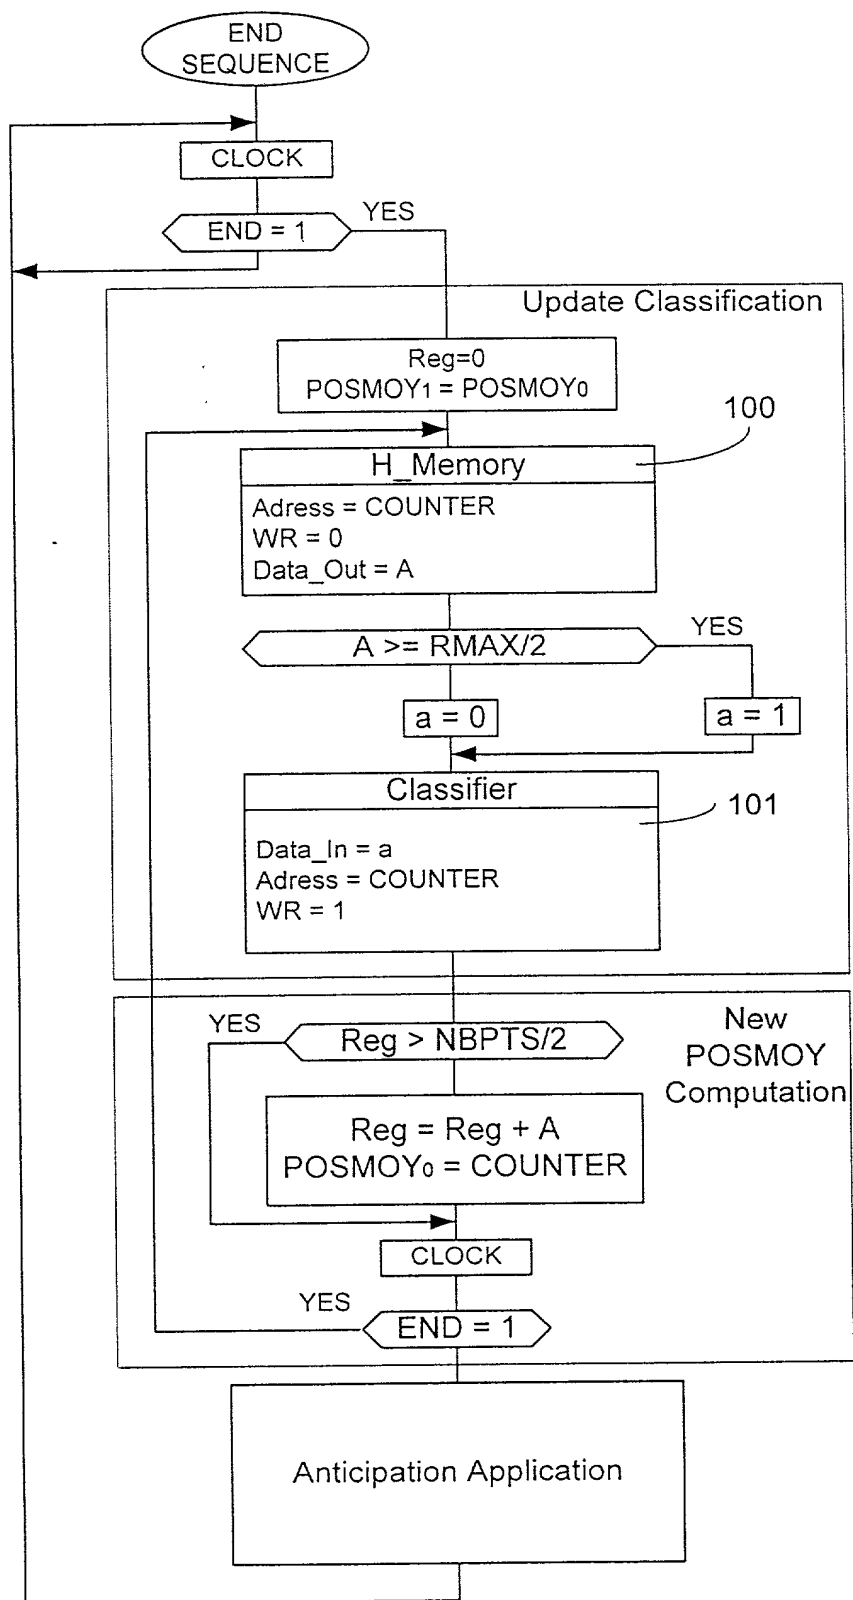 END
SEQUENCE
CLOCK
END = 1
YES
Update Classification
Reg=0
POSMOY1 = POSMOY0
100
H_Memory
Adress = COUNTER
WR = 0
Data_Out = A
A >= RMAX/2
YES
a = 0
a = 1
Classifier
101
Data_In = a
Adress = COUNTER
WR = 1
YES
Reg > NBPTS/2
New
POSMOY
Computation
Reg = Reg + A
POSMOY0 = COUNTER
CLOCK
YES
END = 1
Anticipation Application